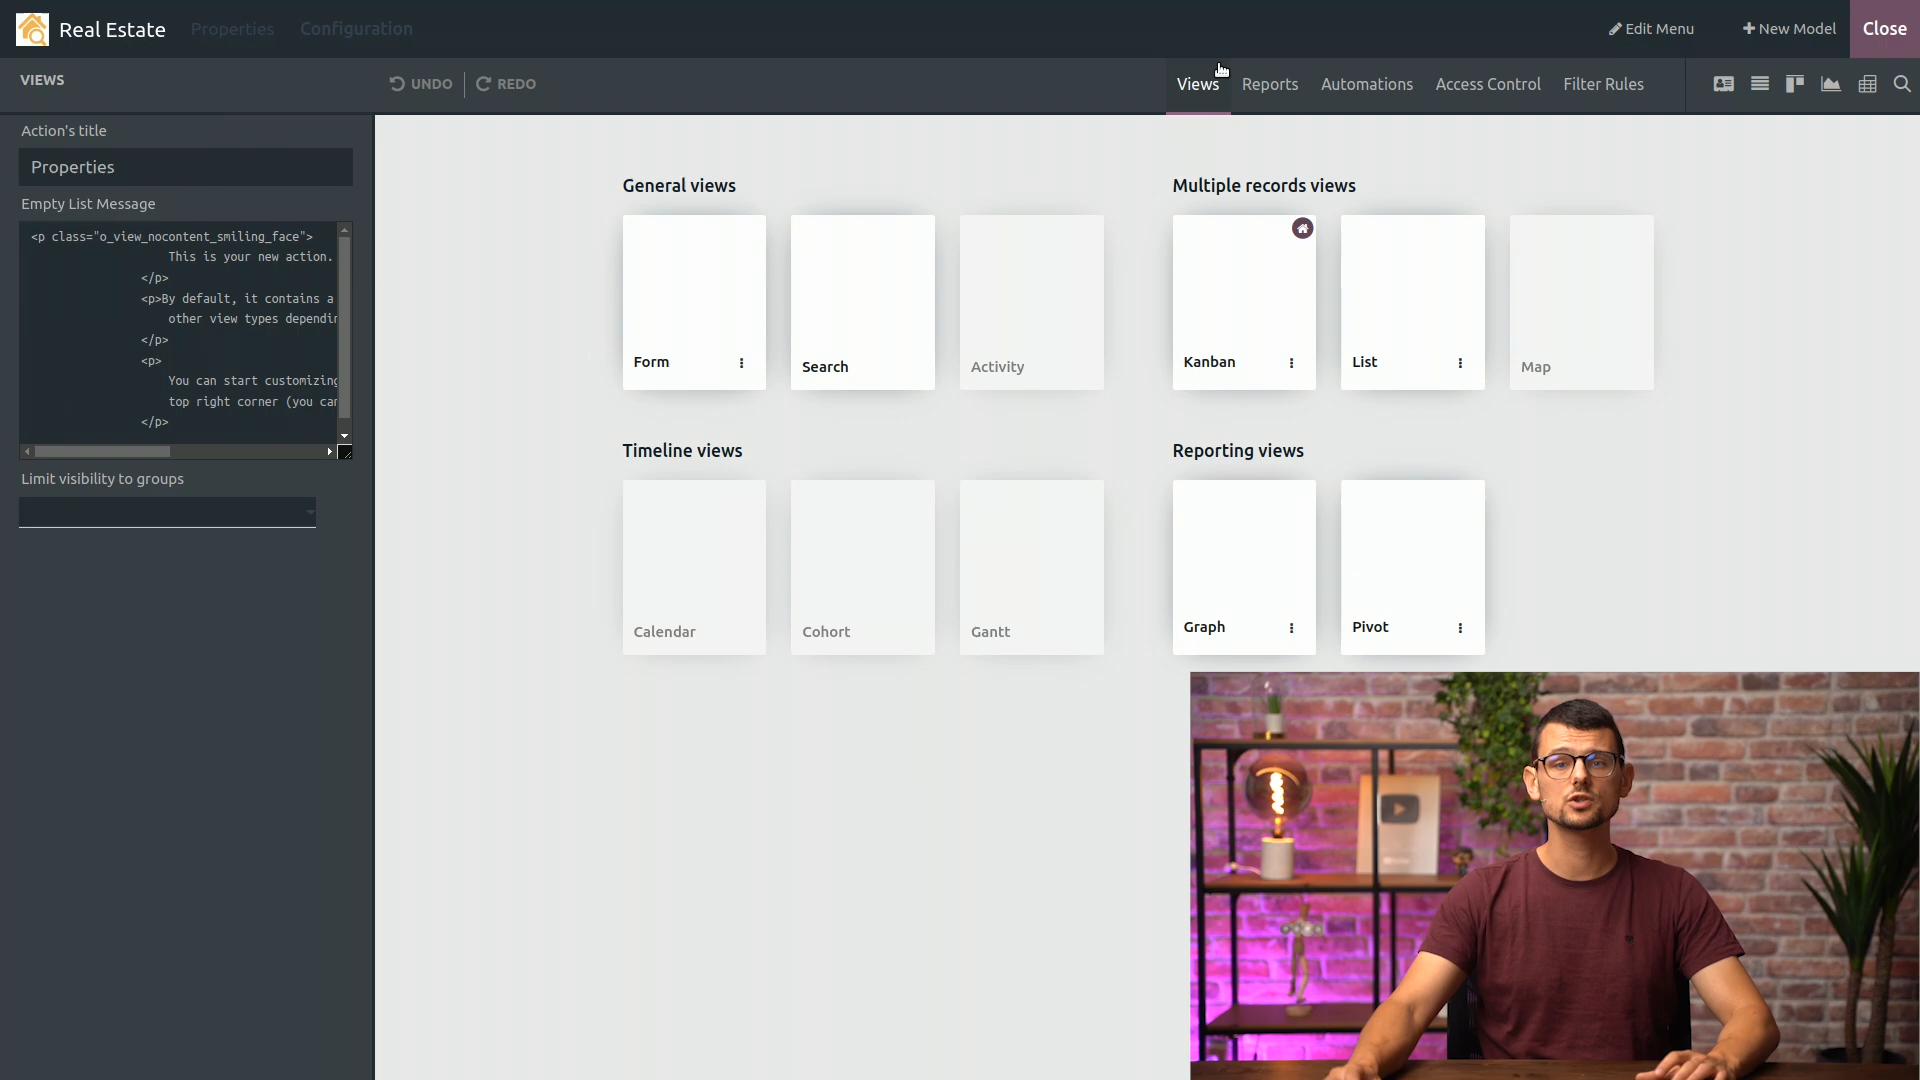 Real Estate
Properties
Configuration
Edit Menu
New Model
Close
VIEWS
UNDO
REDO
Views
Reports
Automations
Access Control
Filter Rules
Action's title
Properties
Empty List Message
<p class="o_view_nocontent_smiling_face">
This is your new action.
</p>
<p>By default, it contains a
other view types dependin
</p>
<p>
You can start customizing
top right corner (you can
</p>
Limit visibility to groups
General views
Form
Search
Activity
Multiple records views
Kanban
List
Map
Timeline views
Calendar
Cohort
Gantt
Reporting views
Graph
Pivot